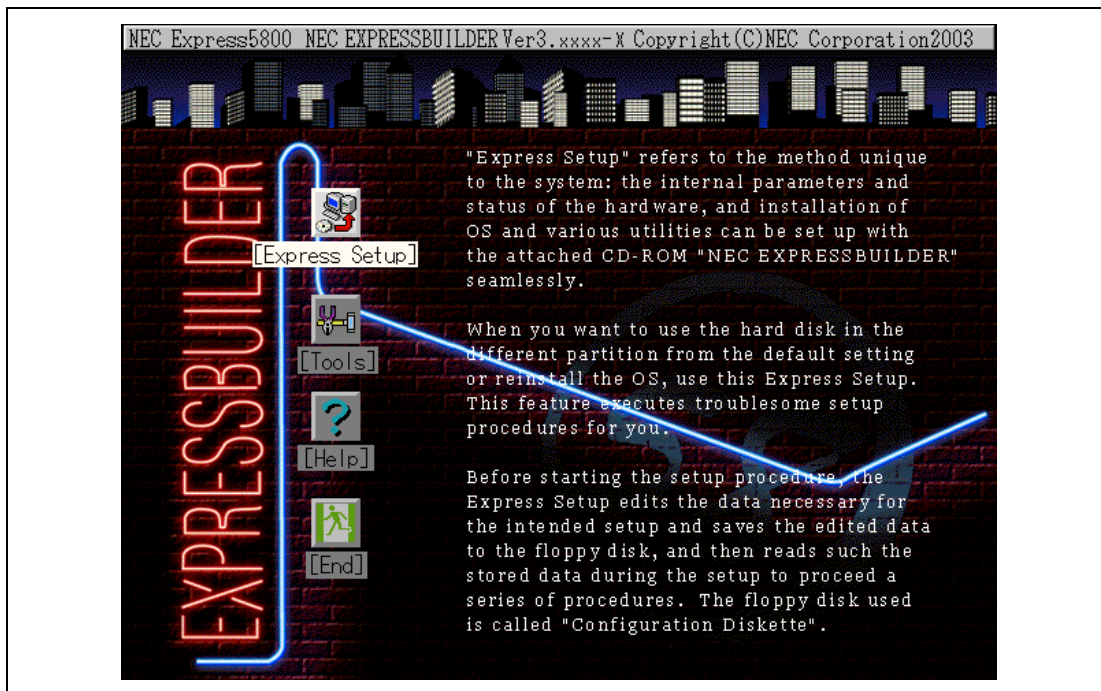 NEC Express5800 NEC EXPRESSBUILDER Ver3.xxxx-X Copyright(C)NEC Corporation2003
EXPRESSBUILDER
[Express Setup]
[Tools]
[Help]
[End]
"Express Setup" refers to the method unique
to the system: the internal parameters and
status of the hardware, and installation of
OS and various utilities can be set up with
the attached CD-ROM "NEC EXPRESSBUILDER"
seamlessly.
When you want to use the hard disk in the
different partition from the default setting
or reinstall the OS, use this Express Setup.
This feature executes troublesome setup
procedures for you.
Before starting the setup procedure, the
Express Setup edits the data necessary for
the intended setup and saves the edited data
to the floppy disk, and then reads such the
stored data during the setup to proceed a
series of procedures. The floppy disk used
is called "Configuration Diskette".